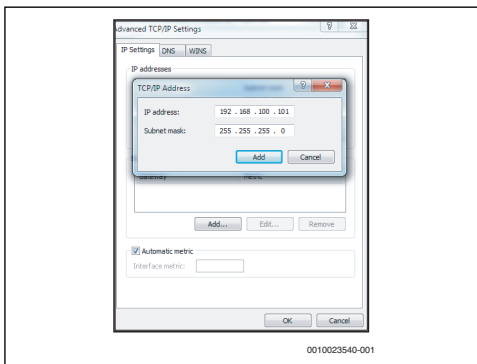 Advanced TCP/IP Settings
IP Settings DNS WINS
IP addresses
TCP/IP Address
IP address: 192 . 168 . 100 . 101
Subnet mask: 255 . 255 . 255 . 0
Add Cancel
Gateway Metric
Add... Edit... Remove
Automatic metric
Interface metric:
OK Cancel
0010023540-001